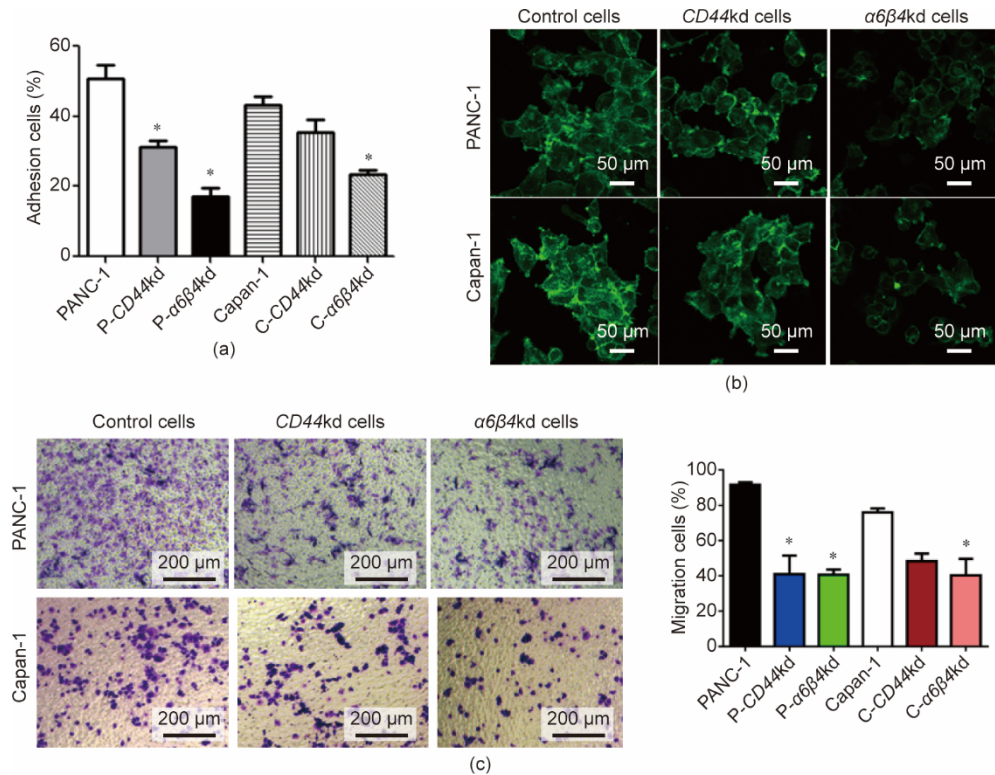 60
40
20
0
Adhesion cells (%)
*
*
*
PANC-1
P-CD44kd
P-α6β4kd
Capan-1
C-CD44kd
C-α6β4kd
(a)
Control cells
CD44kd cells
α6β4kd cells
PANC-1
50 μm
50 μm
50 μm
Capan-1
50 μm
50 μm
50 μm
(b)
Control cells
CD44kd cells
α6β4kd cells
PANC-1
200 μm
200 μm
200 μm
Capan-1
200 μm
200 μm
200 μm
100
80
60
40
20
0
Migration cells (%)
*
*
*
PANC-1
P-CD44kd
P-α6β4kd
Capan-1
C-CD44kd
C-α6β4kd
(c)